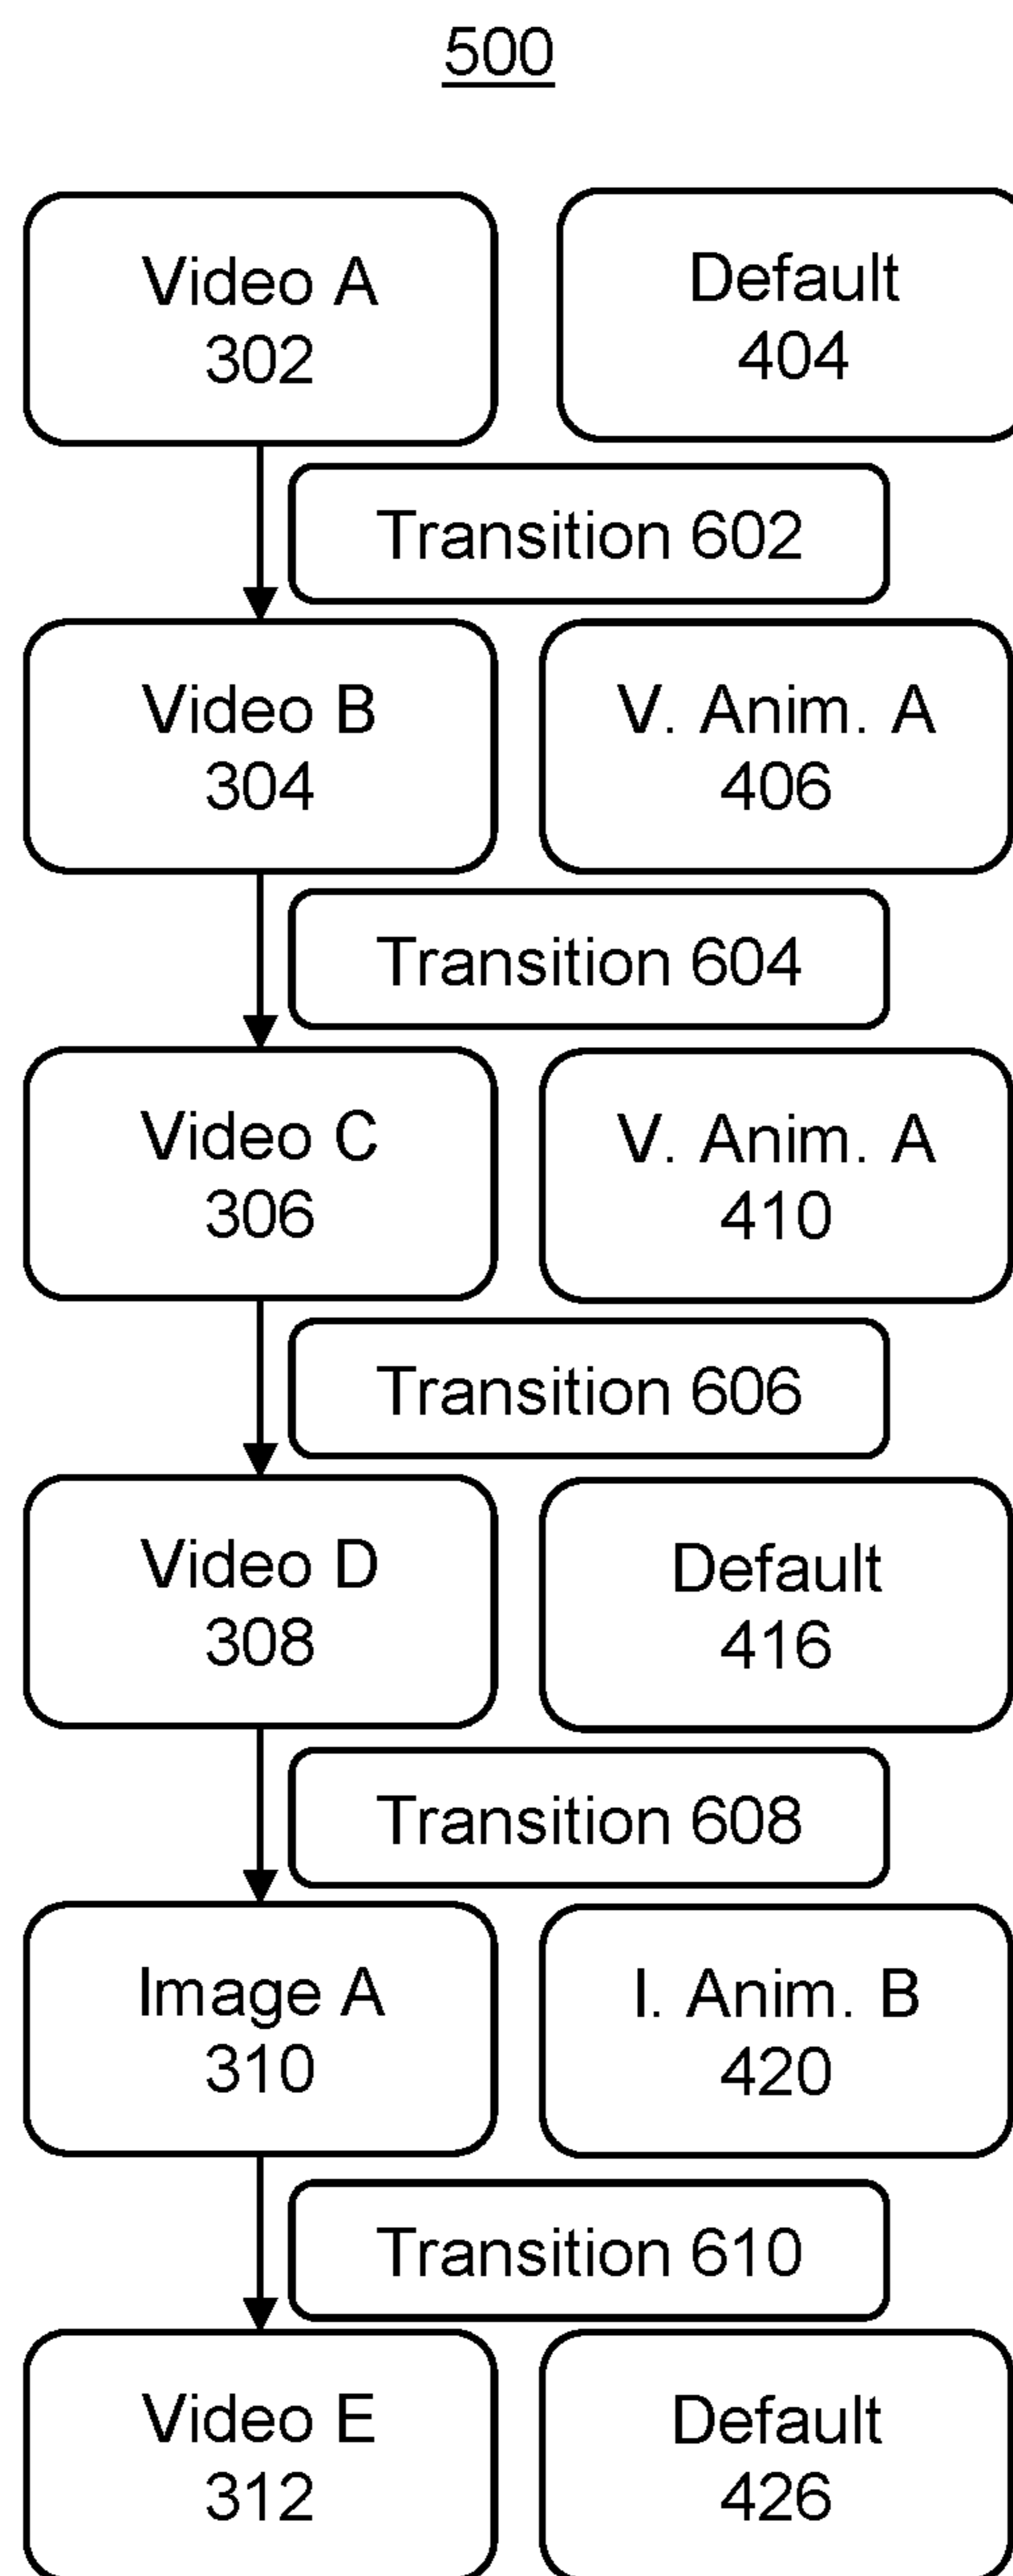 500
Video A
302
Default
404
Transition 602
Video B
304
V. Anim. A
406
Transition 604
Video C
306
V. Anim. A
410
Transition 606
Video D
308
Default
416
Transition 608
Image A
310
I. Anim. B
420
Transition 610
Video E
312
Default
426